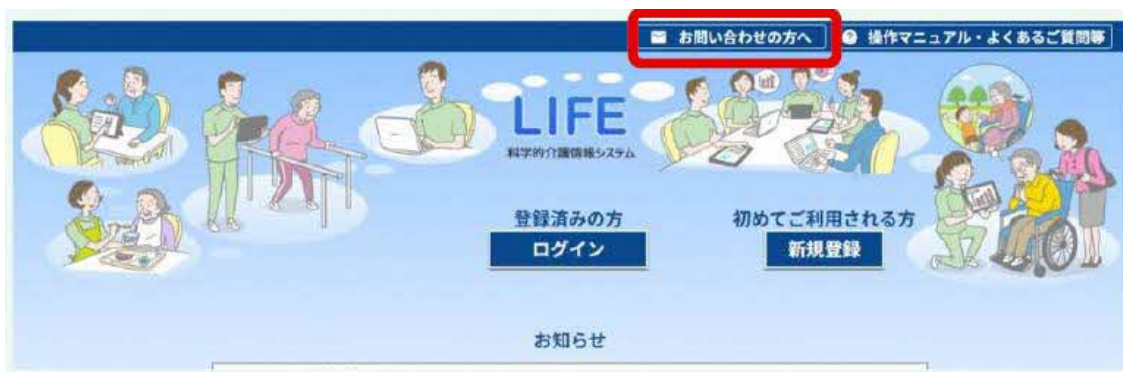 お問い合わせの方へ
操作マニュアル・よくあるご質問等
LIFE
科学的介護情報システム
登録済みの方
初めてご利用される方
ログイン
新規登録
お知らせ